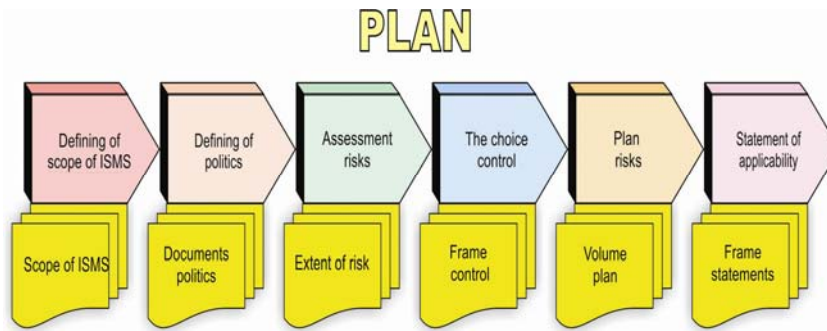 PLAN
Defining of
scope of ISMS
Defining of
politics
Assessment
risks
The choice
control
Plan
risks
Statement of
applicability
Scope of ISMS
Documents
politics
Extent of risk
Frame
control
Volume
plan
Frame
statements